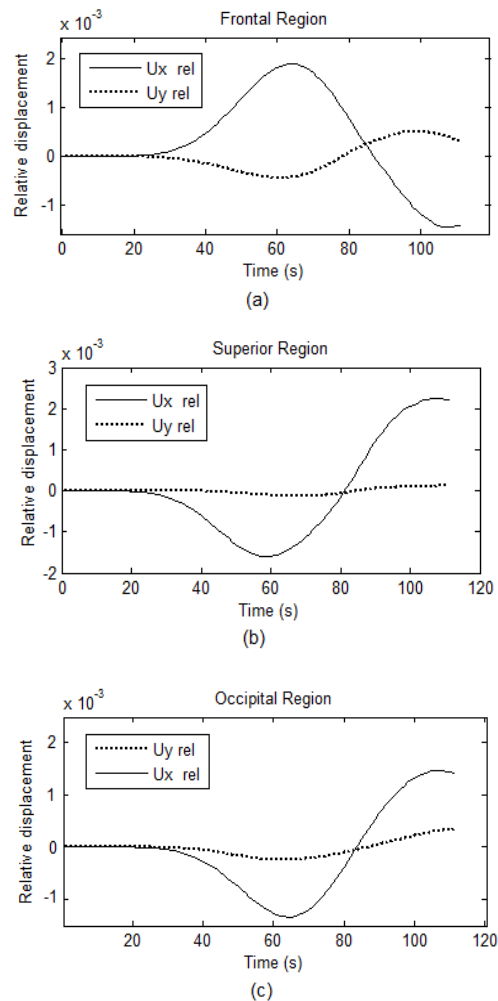 Frontal Region
x 10⁻³
2
1
0
-1
Relative displacement
Ux rel
Uy rel
0 20 40 60 80 100
Time (s)
(a)
Superior Region
x 10⁻³
3
2
1
0
-1
-2
Relative displacement
Ux rel
Uy rel
0 20 40 60 80 100 120
Time (s)
(b)
Occipital Region
x 10⁻³
2
1
0
-1
Relative displacement
Uy rel
Ux rel
20 40 60 80 100 120
Time (s)
(c)